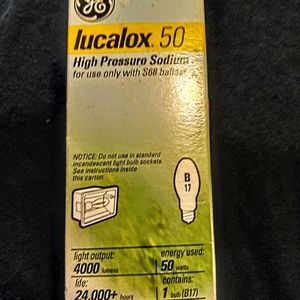 GE
lucalox. 50
High Pressure Sodium
for use only with S68 ballast
NOTICE: Do not use in standard
incandescent light bulb sockets.
See instructions inside
this carton.
B
17
light output:
4000 lumens
energy used:
50 watts
life:
24,000+ hours
contains:
1 bulb (B17)